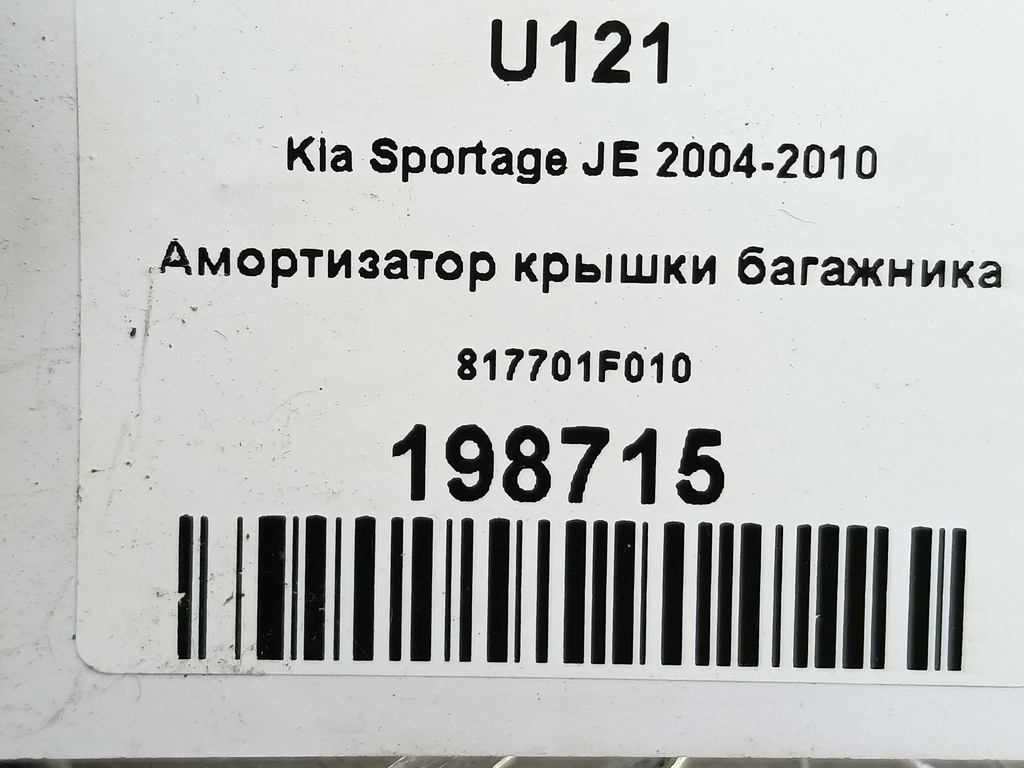 U121
Kia Sportage JE 2004-2010
Амортизатор крышки багажника
817701F010
198715